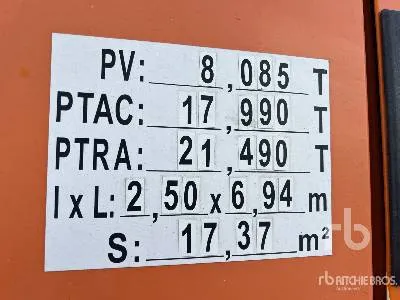 PV: 8,085 T
PTAC: 17,990 T
PTRA: 21,490 T
l x L: 2,50 x 6,94 m
S: 17,37 m²
rb
rb RITCHIE BROS.